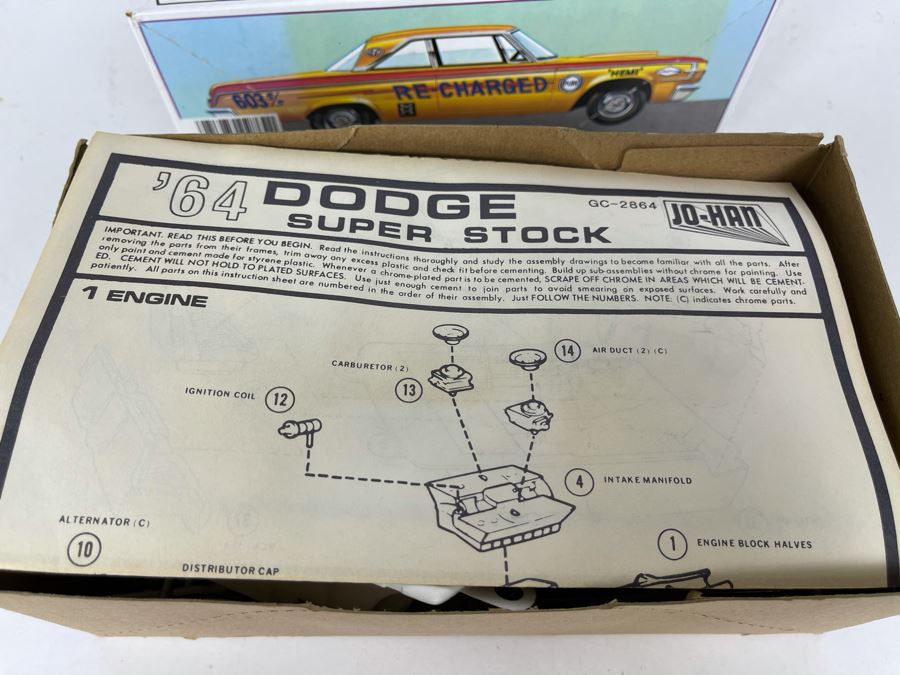 603 %
RE-CHARGED
PURE
"HEMI"
'64 DODGE
SUPER STOCK
GC-2864
JO-HAN
IMPORTANT. READ THIS BEFORE YOU BEGIN. Read the instructions thoroughly and study the assembly drawings to become familiar with all the parts. After
removing the parts from their frames, trim away any excess plastic and check fit before cementing. Build up sub-assemblies without chrome for painting. Use
only paint and cement made for styrene plastic. Whenever a chrome-plated part is to be cemented, SCRAPE OFF CHROME IN AREAS WHICH WILL BE CEMENT-
ED. CEMENT WILL NOT HOLD TO PLATED SURFACES. Use just enough cement to join parts to avoid smearing on exposed surfaces. Work carefully and
patiently. All parts on this instruction sheet are numbered in the order of their assembly. Just FOLLOW THE NUMBERS. NOTE: (C) indicates chrome parts.
1 ENGINE
CARBURETOR (2)
13
14 AIR DUCT (2) (C)
IGNITION COIL 12
4 INTAKE MANIFOLD
ALTERNATOR (C)
10
1 ENGINE BLOCK HALVES
DISTRIBUTOR CAP